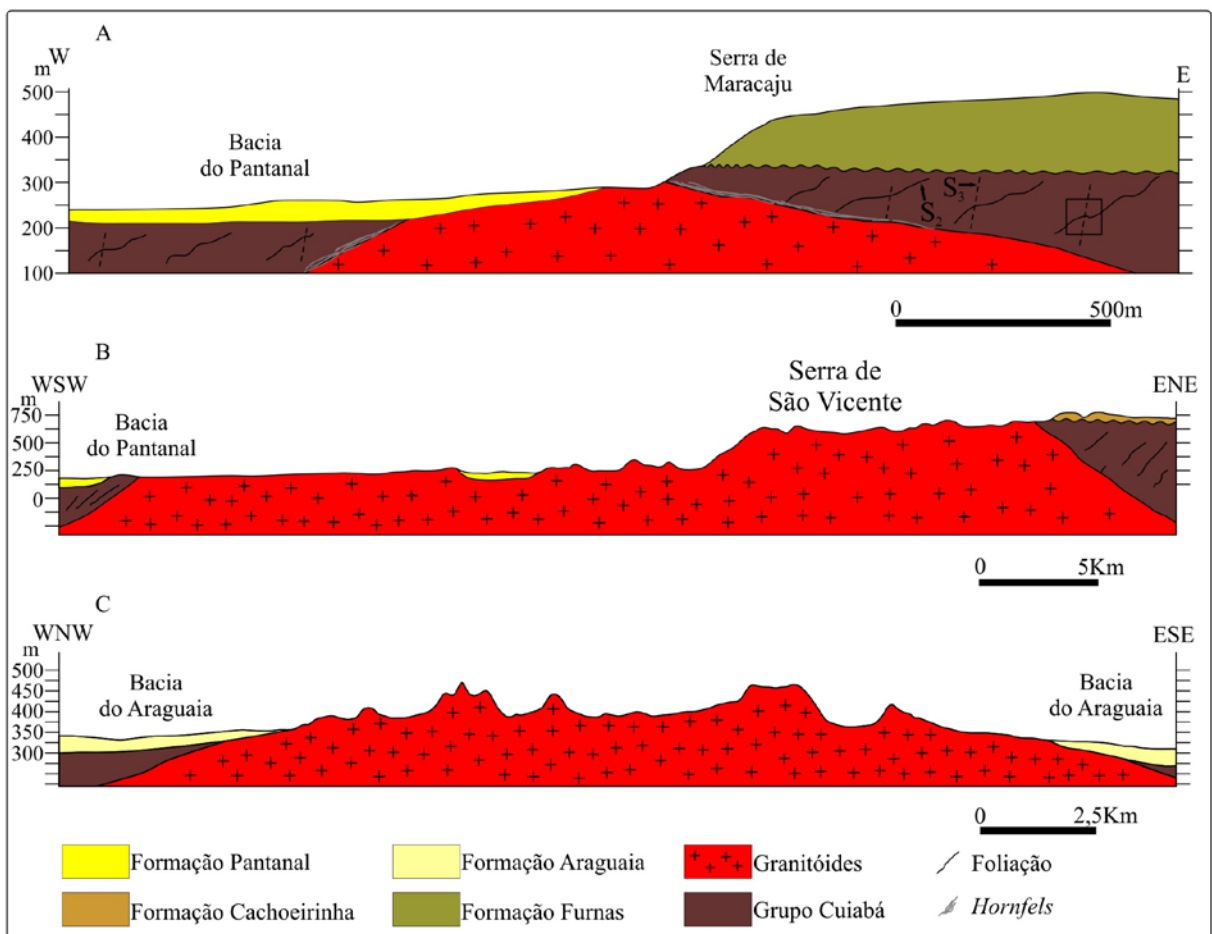 A
W
E
m
500
400
300
200
100
Bacia
do Pantanal
Serra de
Maracaju
S3
S2
0 500m
B
WSW
ENE
m
750
500
250
0
Bacia
do Pantanal
Serra de
São Vicente
0 5Km
C
WNW
ESE
m
500
450
400
350
300
Bacia
do Araguaia
Bacia
do Araguaia
0 2,5Km
Formação Pantanal
Formação Araguaia
Granitóides
Foliação
Formação Cachoeirinha
Formação Furnas
Grupo Cuiabá
Hornfels